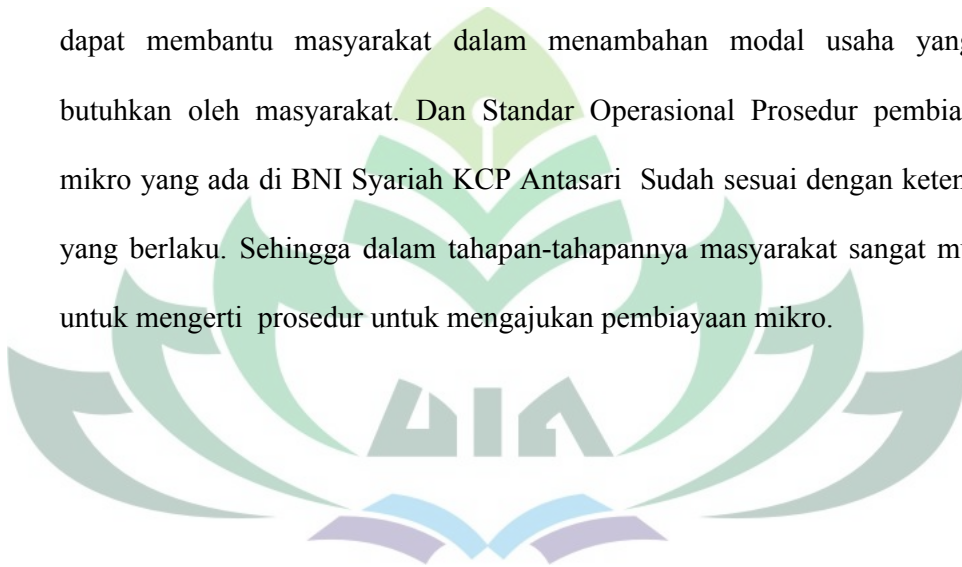 dapat membantu masyarakat dalam menambahan modal usaha yang
butuhkan oleh masyarakat. Dan Standar Operasional Prosedur
mikro yang ada di BNI Syariah KCP Antasari Sudah sesuai dengan
yang berlaku. Sehingga dalam tahapan-tahapannya masyarakat sangat
untuk mengerti prosedur untuk mengajukan pembiayaan mikro.
UIN